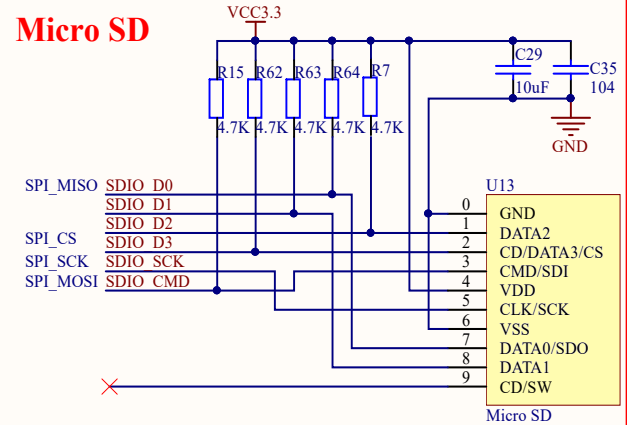 Micro SD
VCC3.3
R15
R62
R63
R64
R7
C29
C35
4.7K
4.7K
4.7K
4.7K
4.7K
10uF
104
GND
SPI_MISO SDIO_D0
SDIO_D1
SDIO_D2
SPI_CS SDIO_D3
SPI_SCK SDIO_SCK
SPI_MOSI SDIO_CMD
U13
0 GND
1 DATA2
2 CD/DATA3/CS
3 CMD/SDI
4 VDD
5 CLK/SCK
6 VSS
7 DATA0/SDO
8 DATA1
9 CD/SW
Micro SD